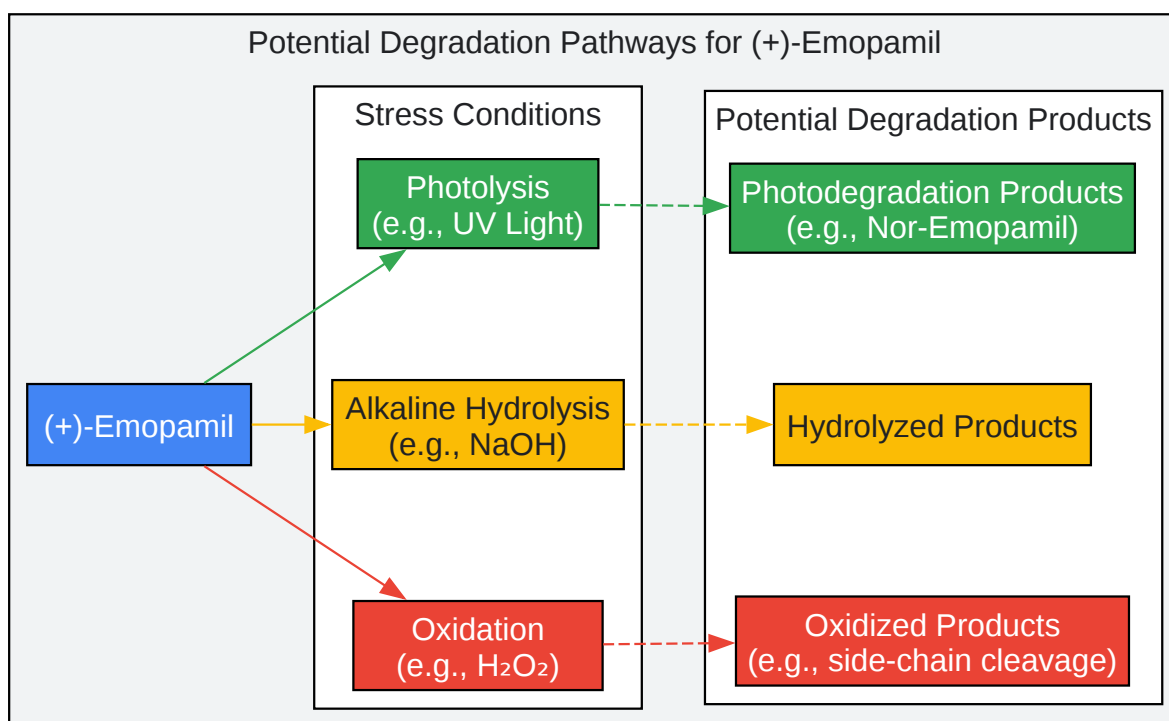 Potential Degradation Pathways for (+)-Emopamil
Stress Conditions
Potential Degradation Products
Photolysis
(e.g., UV Light)
Photodegradation Products
(e.g., Nor-Emopamil)
(+)-Emopamil
Alkaline Hydrolysis
(e.g., NaOH)
Hydrolyzed Products
Oxidation
(e.g., H₂O₂)
Oxidized Products
(e.g., side-chain cleavage)